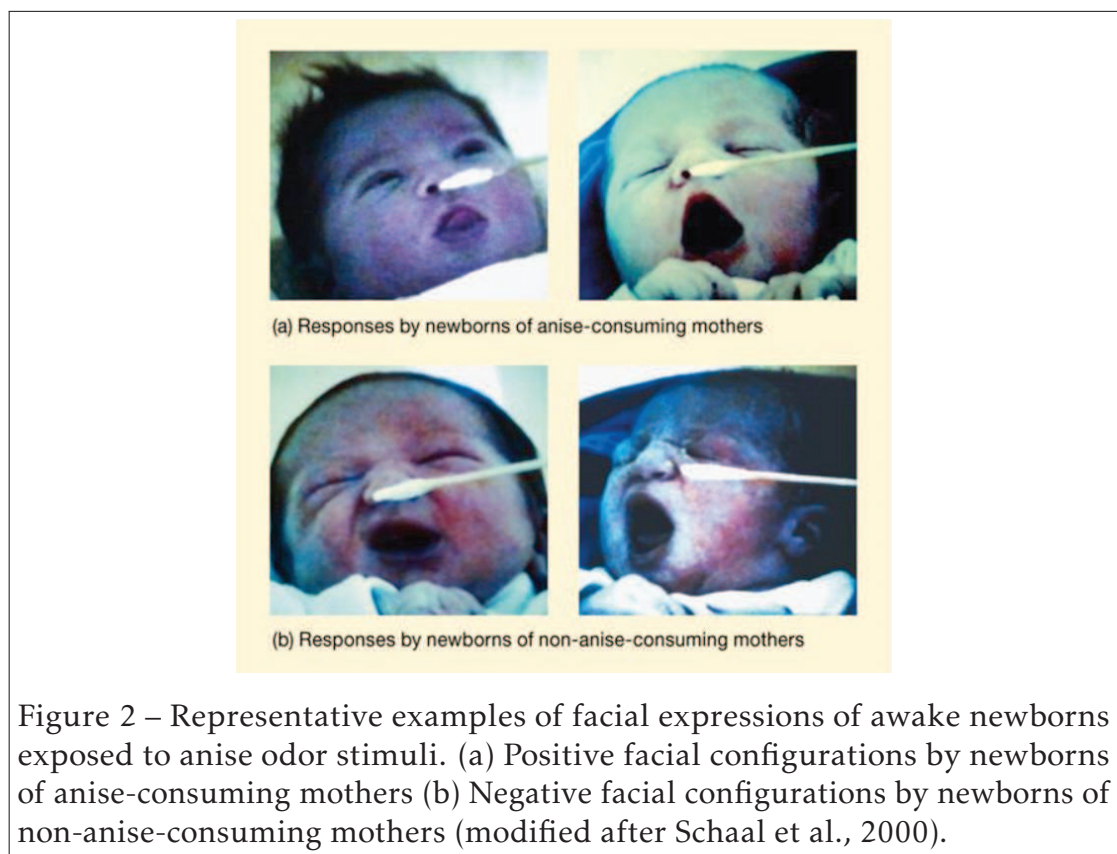 (a) Responses by newborns of anise-consuming mothers
(b) Responses by newborns of non-anise-consuming mothers
Figure 2 – Representative examples of facial expressions of awake newborns
exposed to anise odor stimuli. (a) Positive facial configurations by newborns
of anise-consuming mothers (b) Negative facial configurations by newborns of
non-anise-consuming mothers (modified after Schaal et al., 2000).